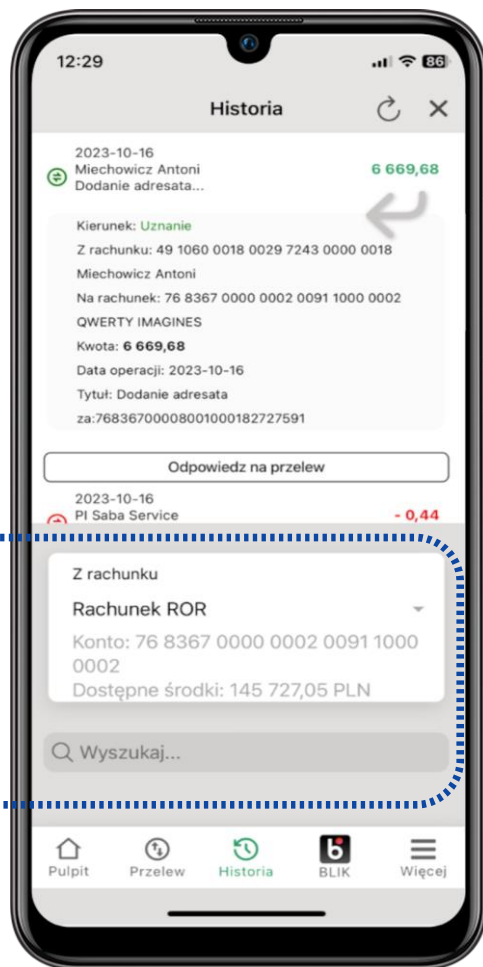 12:29
86
Historia
2023-10-16
Miechowicz Antoni
6 669,68
Dodanie adresata...
Kierunek: Uznanie
Z rachunku: 49 1060 0018 0029 7243 0000 0018
Miechowicz Antoni
Na rachunek: 76 8367 0000 0002 0091 1000 0002
QWERTY IMAGINES
Kwota: 6 669,68
Data operacji: 2023-10-16
Tytuł: Dodanie adresata
za:76836700008001000182727591
Odpowiedz na przelew
2023-10-16
PI Saba Service
- 0,44
Z rachunku
Rachunek ROR
Konto: 76 8367 0000 0002 0091 1000
0002
Dostępne środki: 145 727,05 PLN
Wyszukaj...
Pulpit Przelew Historia BLIK Więcej